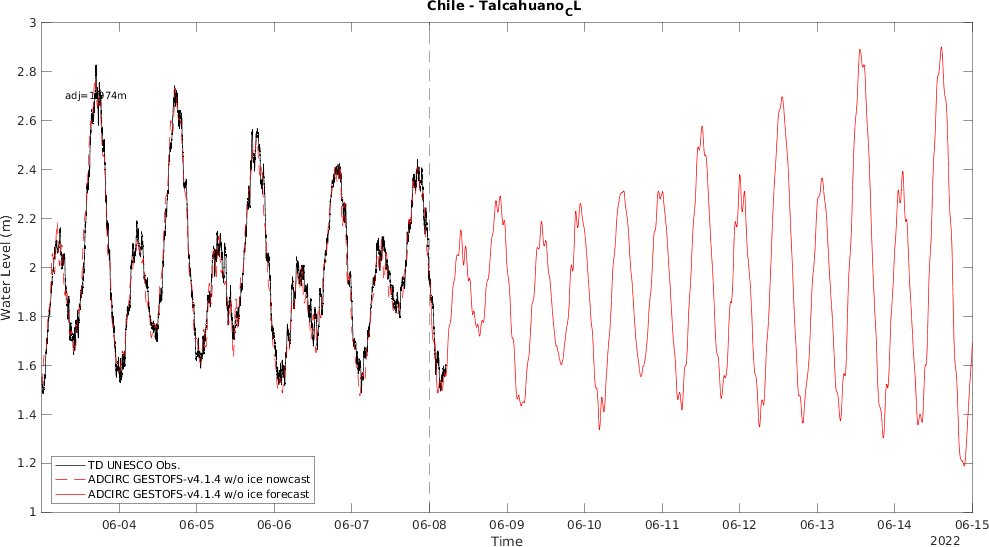 Chile - Talcahuano_CL
3
2.8
2.6
2.4
2.2
2
1.8
1.6
1.4
1.2
1
Water Level (m)
adj=1.974m
TD UNESCO Obs.
ADCIRC GESTOFS-v4.1.4 w/o ice nowcast
ADCIRC GESTOFS-v4.1.4 w/o ice forecast
06-04 06-05 06-06 06-07 06-08 06-09 06-10 06-11 06-12 06-13 06-14 06-15
Time
2022